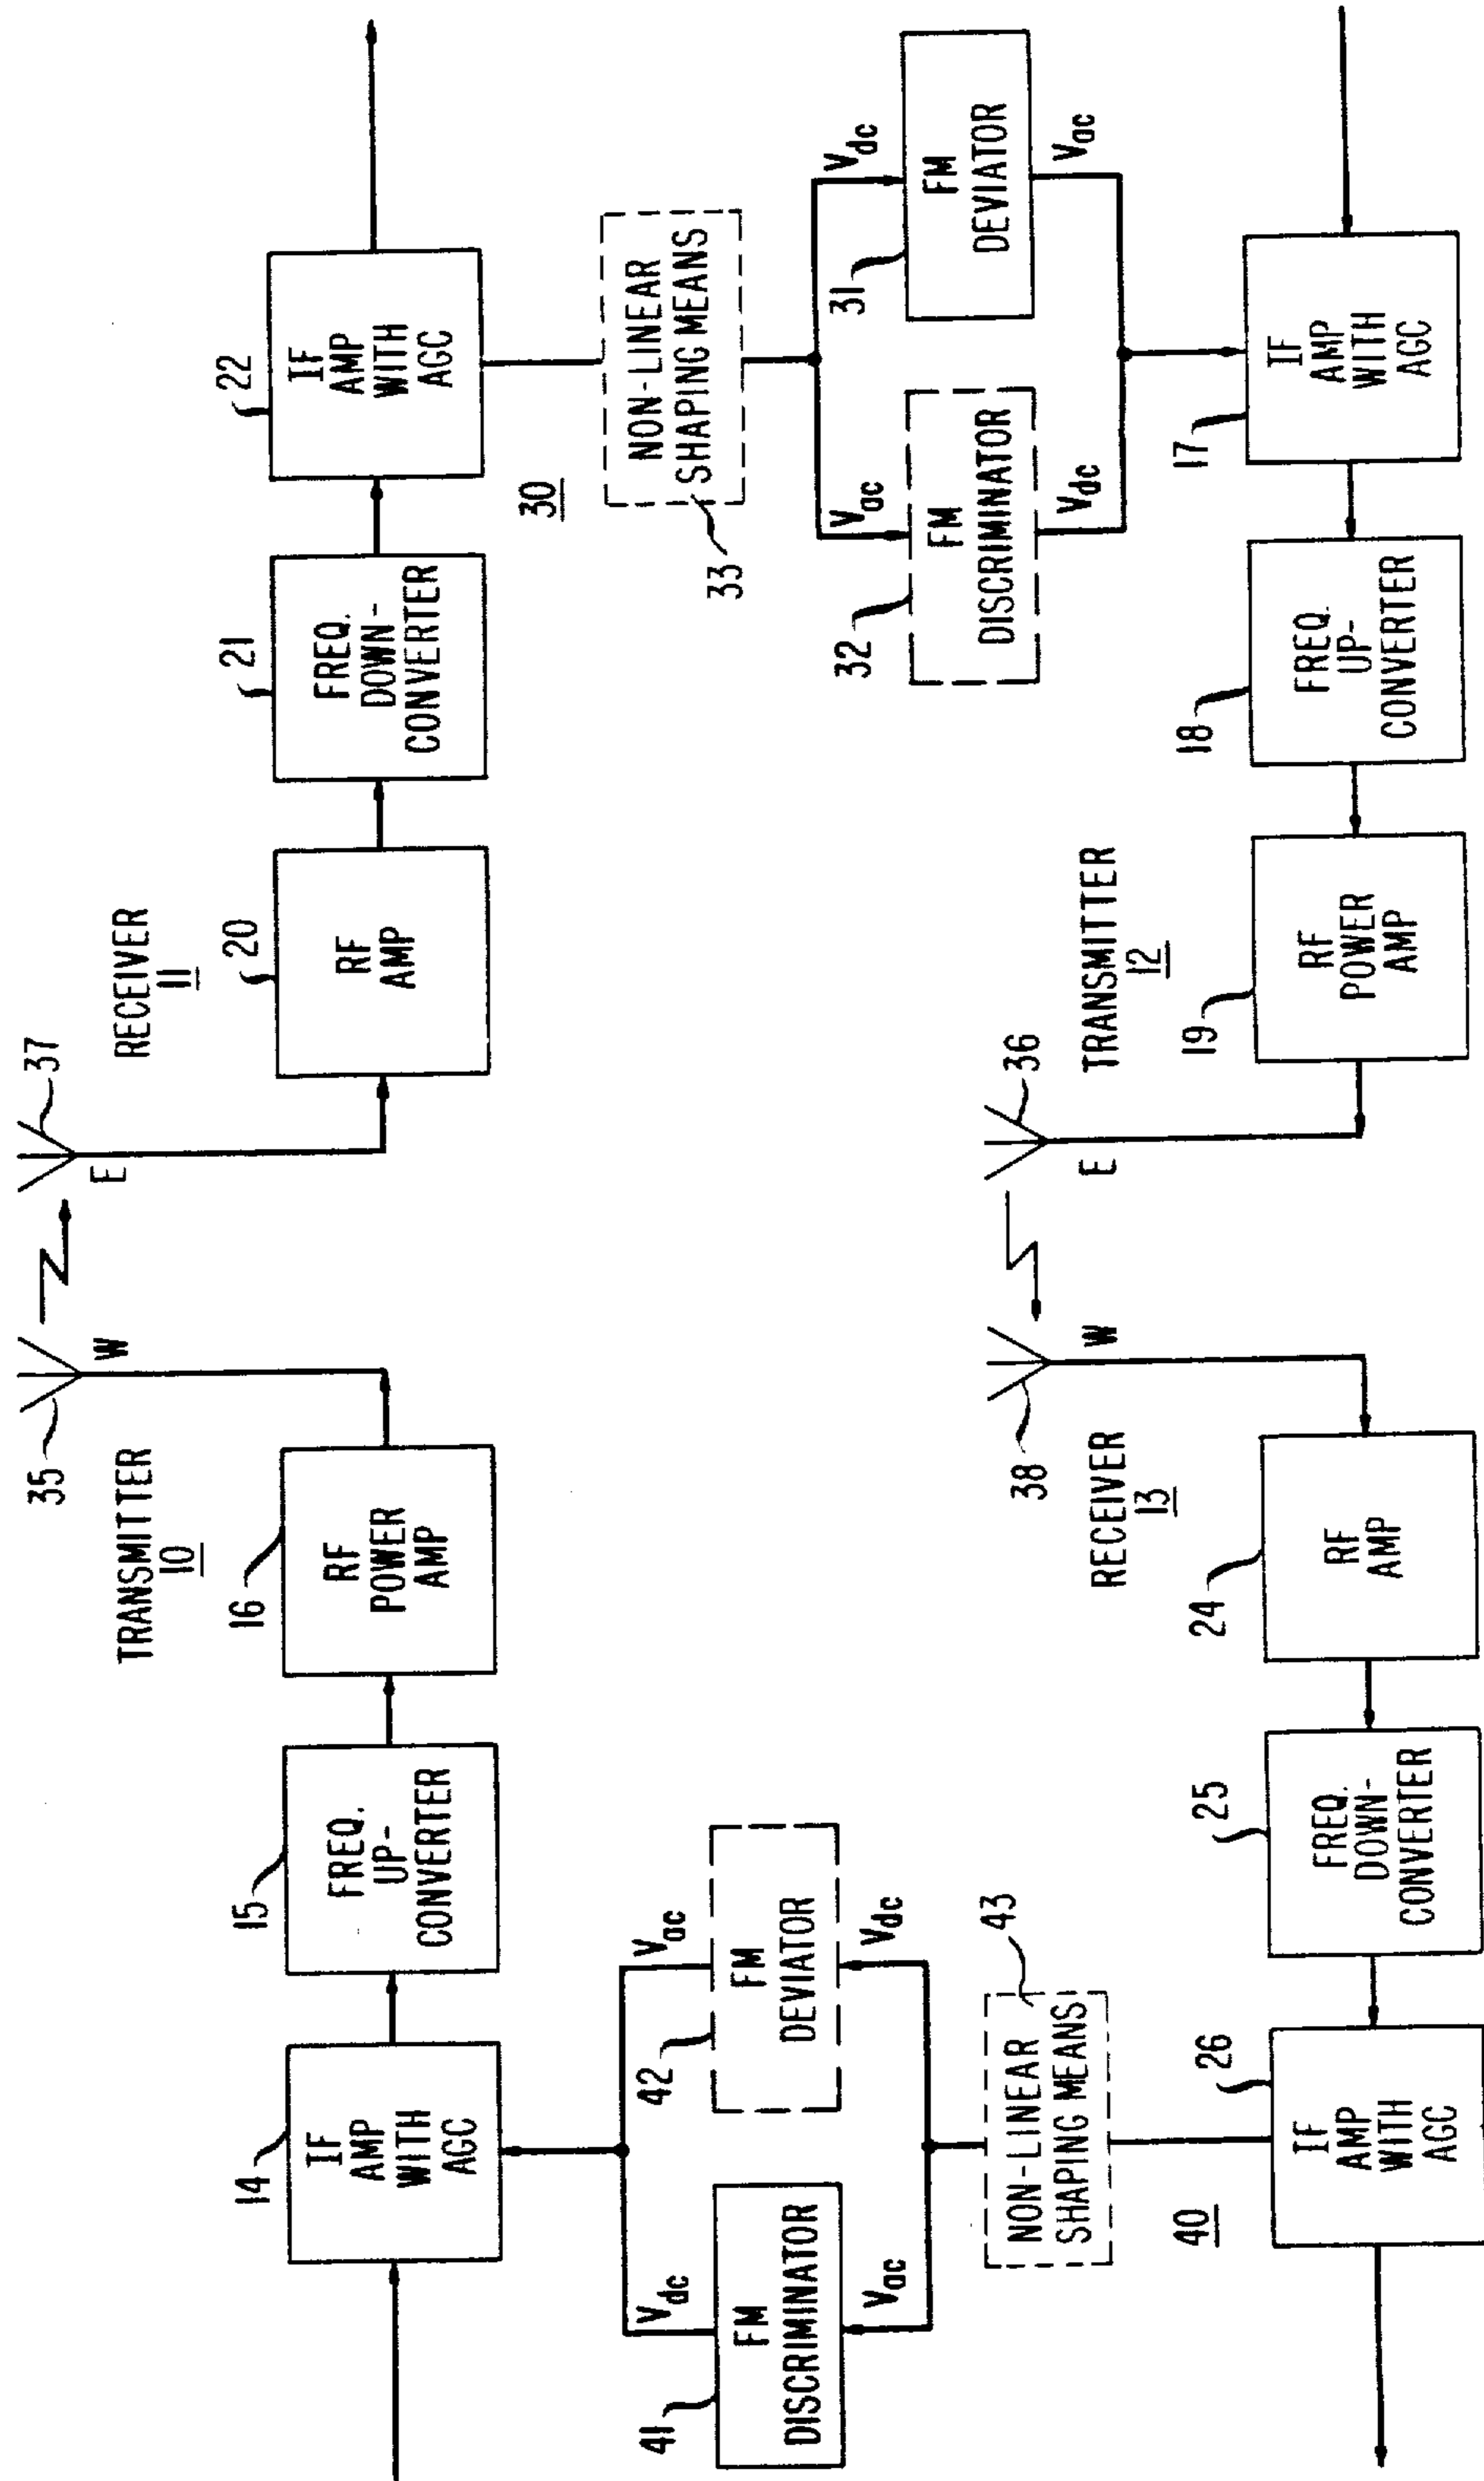 TRANSMITTER
10
RECEIVER
11
35
37
W
E
14
IF
AMP
WITH
AGC
15
FREQ.
UP-
CONVERTER
16
RF
POWER
AMP
20
RF
AMP
21
FREQ.
DOWN-
CONVERTER
22
IF
AMP
WITH
AGC
30
NON-LINEAR
SHAPING MEANS
33
Vdc
Vac
41
FM
DISCRIMINATOR
Vac
Vac
42
FM
DEVIATOR
Vdc
Vac
32
FM
DISCRIMINATOR
Vdc
Vdc
31
FM
DEVIATOR
Vac
NON-LINEAR
SHAPING MEANS
43
40
38
W
36
E
RECEIVER
13
TRANSMITTER
12
26
IF
AMP
WITH
AGC
25
FREQ.
DOWN-
CONVERTER
24
RF
AMP
19
RF
POWER
AMP
18
FREQ.
UP-
CONVERTER
17
IF
AMP
WITH
AGC